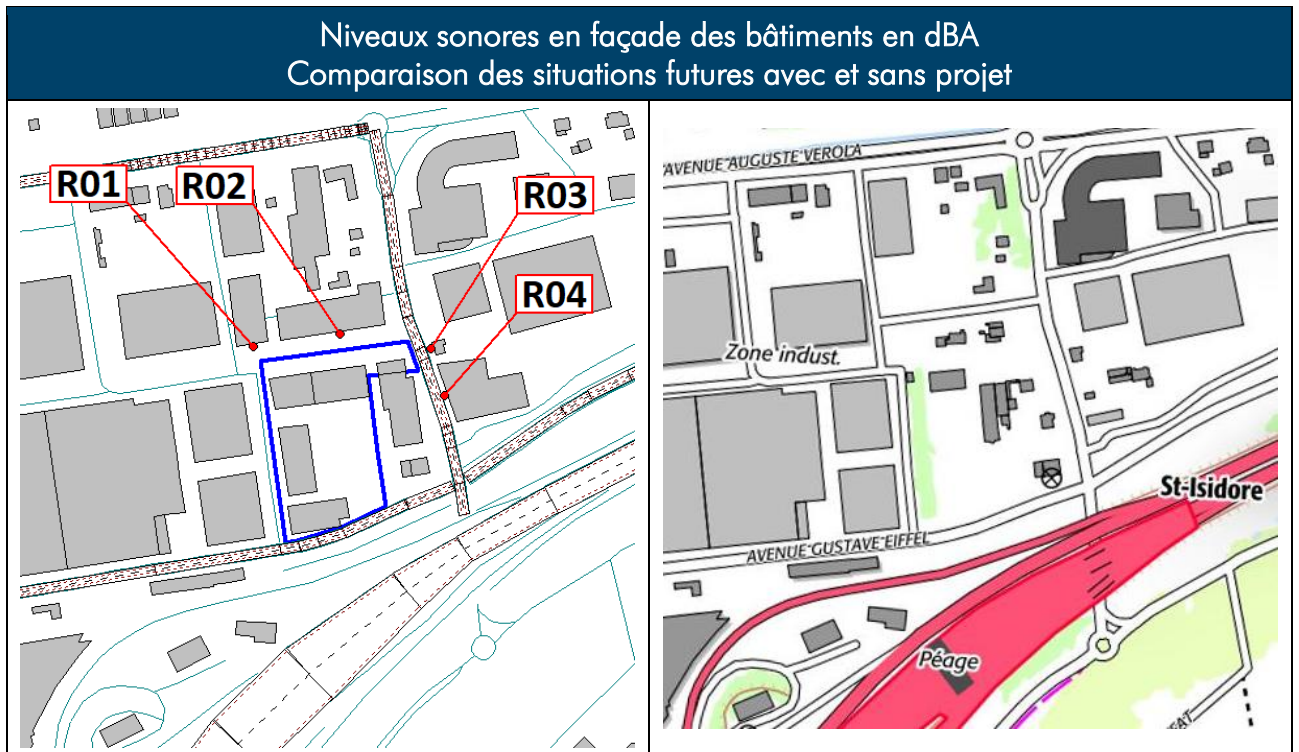 Niveaux sonores en façade des bâtiments en dBA
Comparaison des situations futures avec et sans projet
R01
R02
R03
R04
AVENUE AUGUSTE VEROLA
Zone indust.
St-Isidore
AVENUE GUSTAVE EIFFEL
Péage